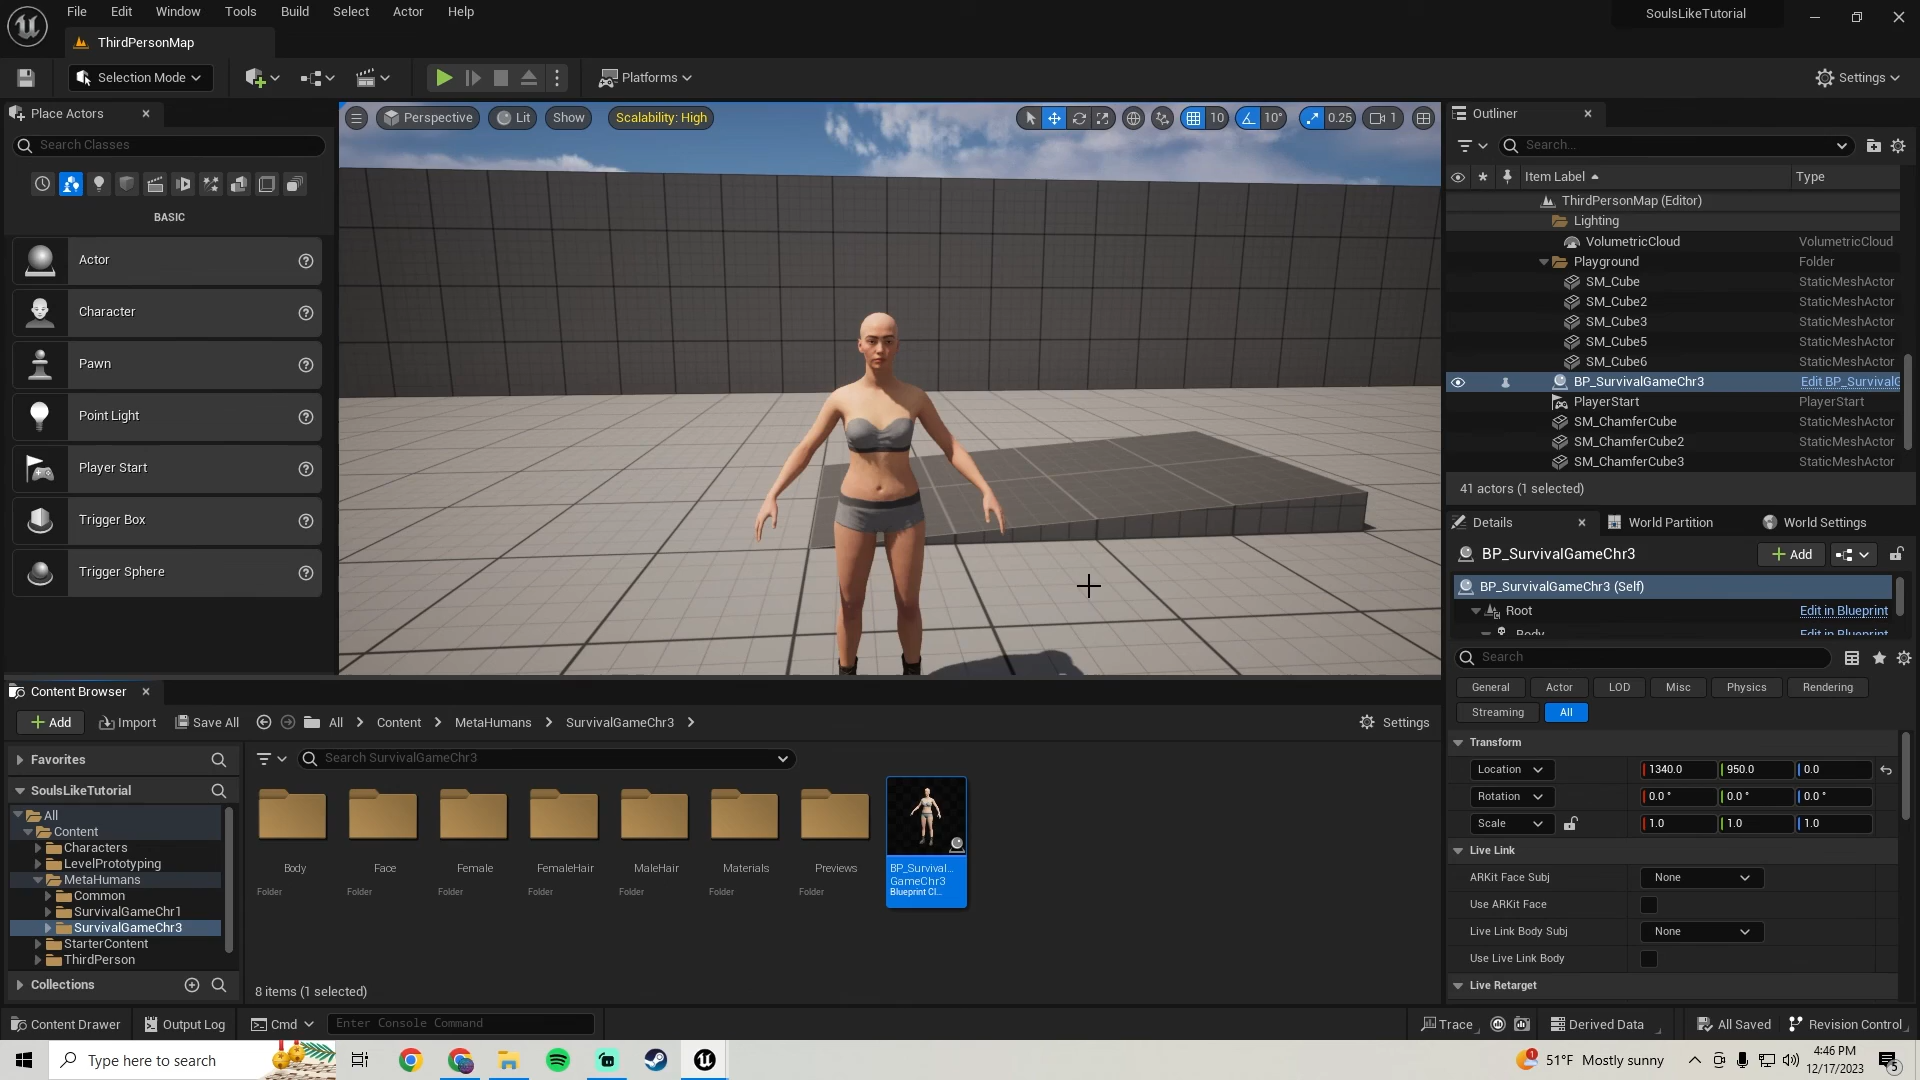 File Edit Window Tools Build Select Actor Help
SoulsLikeTutorial
ThirdPersonMap
Selection Mode
Platforms
Settings
Place Actors
Search Classes
BASIC
Actor
Character
Pawn
Point Light
Player Start
Trigger Box
Trigger Sphere
Perspective
Lit
Show
Scalability: High
10
10°
0.25
1
Outliner
Search...
Item Label
Type
ThirdPersonMap (Editor)
Lighting
VolumetricCloud VolumetricCloud
Playground Folder
SM_Cube StaticMeshActor
SM_Cube2 StaticMeshActor
SM_Cube3 StaticMeshActor
SM_Cube5 StaticMeshActor
SM_Cube6 StaticMeshActor
BP_SurvivalGameChr3 Edit BP_SurvivalG
PlayerStart PlayerStart
SM_ChamferCube StaticMeshActor
SM_ChamferCube2 StaticMeshActor
SM_ChamferCube3 StaticMeshActor
41 actors (1 selected)
Details
World Partition
World Settings
BP_SurvivalGameChr3
Add
BP_SurvivalGameChr3 (Self)
Root Edit in Blueprint
Body Edit in Blueprint
Search
General Actor LOD Misc Physics Rendering
Streaming All
Transform
Location 1340.0 950.0 0.0
Rotation 0.0 ° 0.0 ° 0.0 °
Scale 1.0 1.0 1.0
Live Link
ARKit Face Subj None
Use ARKit Face
Live Link Body Subj None
Use Live Link Body
Live Retarget
Content Browser
Add
Import
Save All
All
Content
MetaHumans
SurvivalGameChr3
Settings
Favorites
SoulsLikeTutorial
All
Content
Characters
LevelPrototyping
MetaHumans
Common
SurvivalGameChr1
SurvivalGameChr3
StarterContent
ThirdPerson
Collections
Search SurvivalGameChr3
Body Face Female FemaleHair MaleHair Materials Previews
Folder Folder Folder Folder Folder Folder Folder
BP_Survival...
GameChr3
Blueprint Cl...
8 items (1 selected)
Content Drawer
Output Log
Cmd
Enter Console Command
Trace
Derived Data
All Saved
Revision Control
Type here to search
1
51°F Mostly sunny
4:46 PM
12/17/2023
5